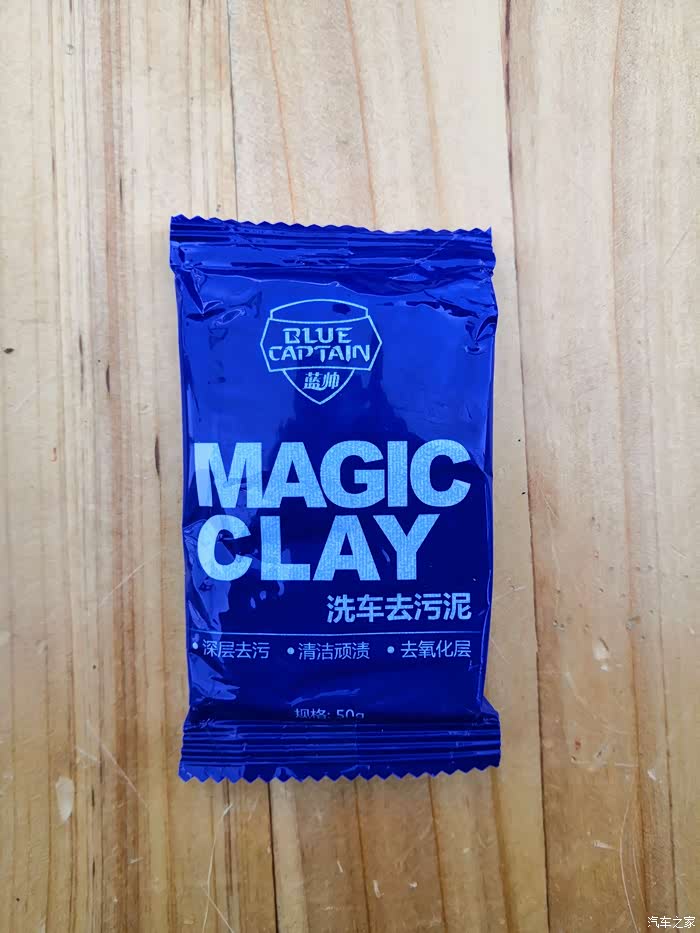 BLUE
CAPTAIN
蓝帅
MAGIC
CLAY
洗车去污泥
•深层去污 •清洁顽渍 •去氧化层
规格: 50g
汽车之家